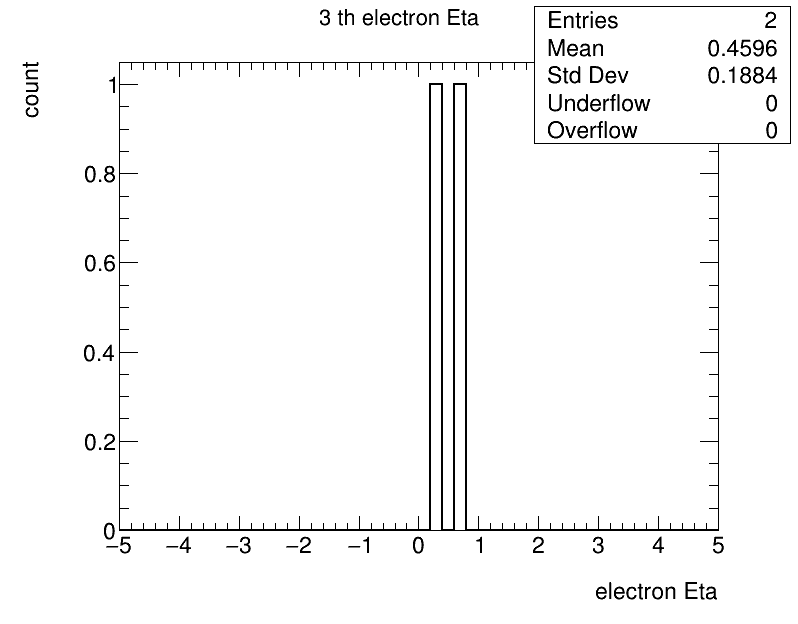 3 th electron Eta
Entries 2
Mean 0.4596
Std Dev 0.1884
Underflow 0
Overflow 0
count
1
0.8
0.6
0.4
0.2
0
−5 −4 −3 −2 −1 0 1 2 3 4 5
electron Eta